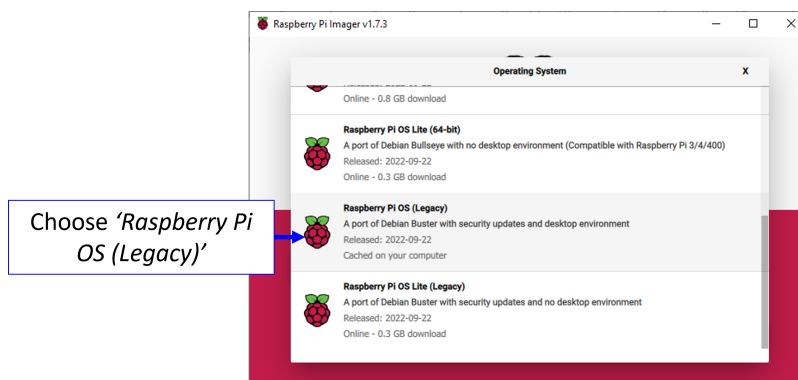 Raspberry Pi Imager v1.7.3
Operating System
X
Online - 0.8 GB download
Raspberry Pi OS Lite (64-bit)
A port of Debian Bullseye with no desktop environment (Compatible with Raspberry Pi 3/4/400)
Released: 2022-09-22
Online - 0.3 GB download
Choose ‘Raspberry Pi
OS (Legacy)’
Raspberry Pi OS (Legacy)
A port of Debian Buster with security updates and desktop environment
Released: 2022-09-22
Cached on your computer
Raspberry Pi OS Lite (Legacy)
A port of Debian Buster with security updates and no desktop environment
Released: 2022-09-22
Online - 0.3 GB download